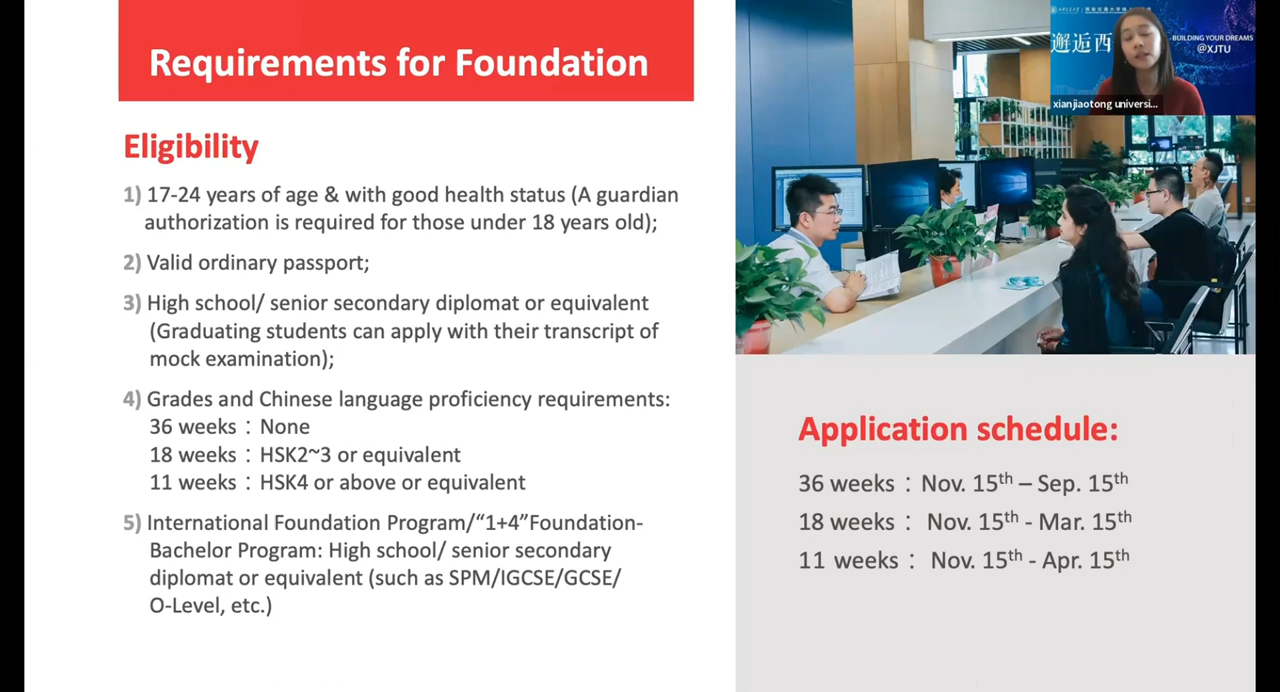 Requirements for Foundation
Eligibility
1) 17-24 years of age & with good health status (A guardian
authorization is required for those under 18 years old);
2) Valid ordinary passport;
3) High school/ senior secondary diplomat or equivalent
(Graduating students can apply with their transcript of
mock examination);
4) Grades and Chinese language proficiency requirements:
36 weeks：None
18 weeks：HSK2~3 or equivalent
11 weeks：HSK4 or above or equivalent
5) International Foundation Program/“1+4”Foundation-
Bachelor Program: High school/ senior secondary
diplomat or equivalent (such as SPM/IGCSE/GCSE/
O-Level, etc.)
邂逅西
BUILDING YOUR DREAMS
@XJTU
xianjiaotong universi...
Application schedule:
36 weeks：Nov. 15th – Sep. 15th
18 weeks： Nov. 15th - Mar. 15th
11 weeks： Nov. 15th - Apr. 15th